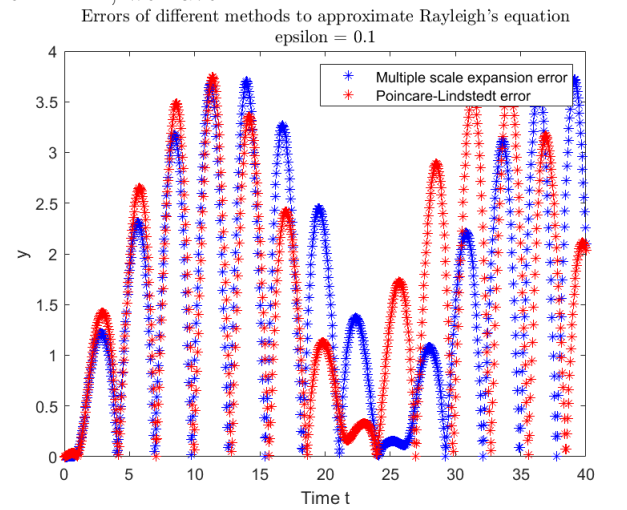 Errors of different methods to approximate Rayleigh's equation
epsilon = 0.1
Multiple scale expansion error
Poincare-Lindstedt error
4
3.5
3
2.5
2
1.5
1
0.5
0
y
0 5 10 15 20 25 30 35 40
Time t